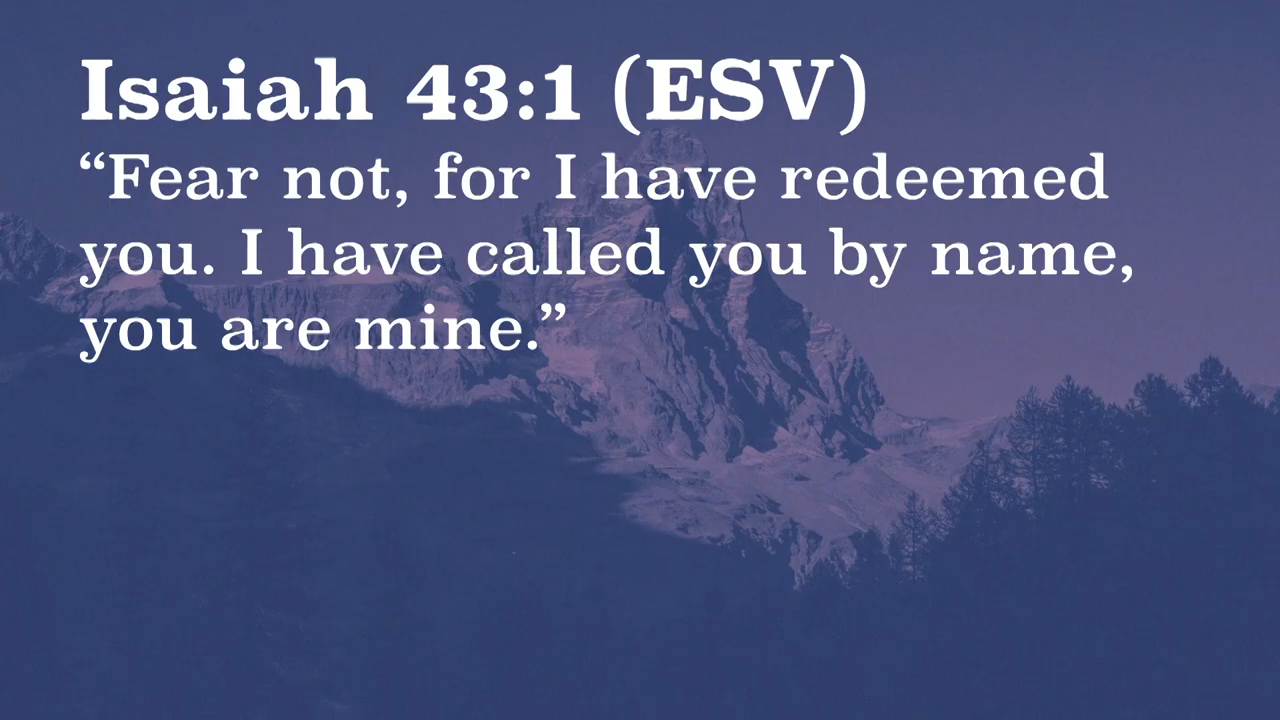 Isaiah 43:1 (ESV)
“Fear not, for I have redeemed
you. I have called you by name,
you are mine.”